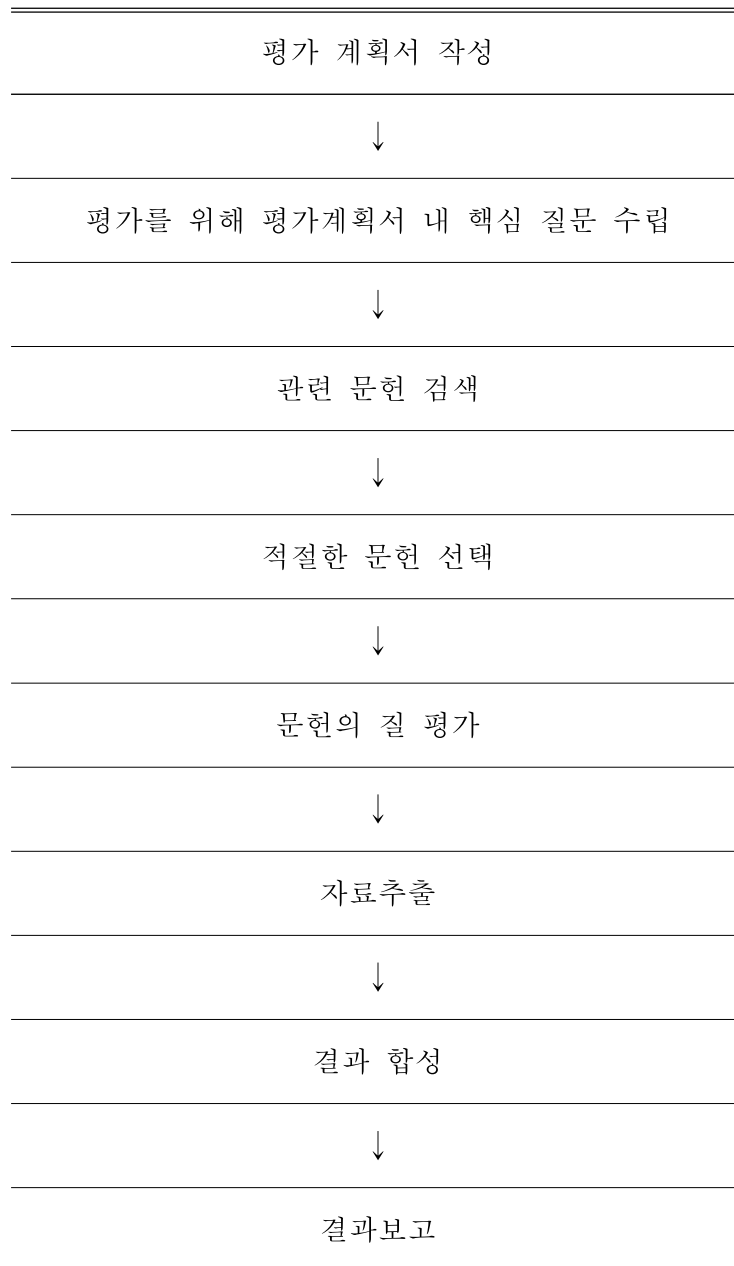 평가 계획서 작성
↓
평가를 위해 평가계획서 내 핵심 질문 수립
↓
관련 문헌 검색
↓
적절한 문헌 선택
↓
문헌의 질 평가
↓
자료추출
↓
결과 합성
↓
결과보고